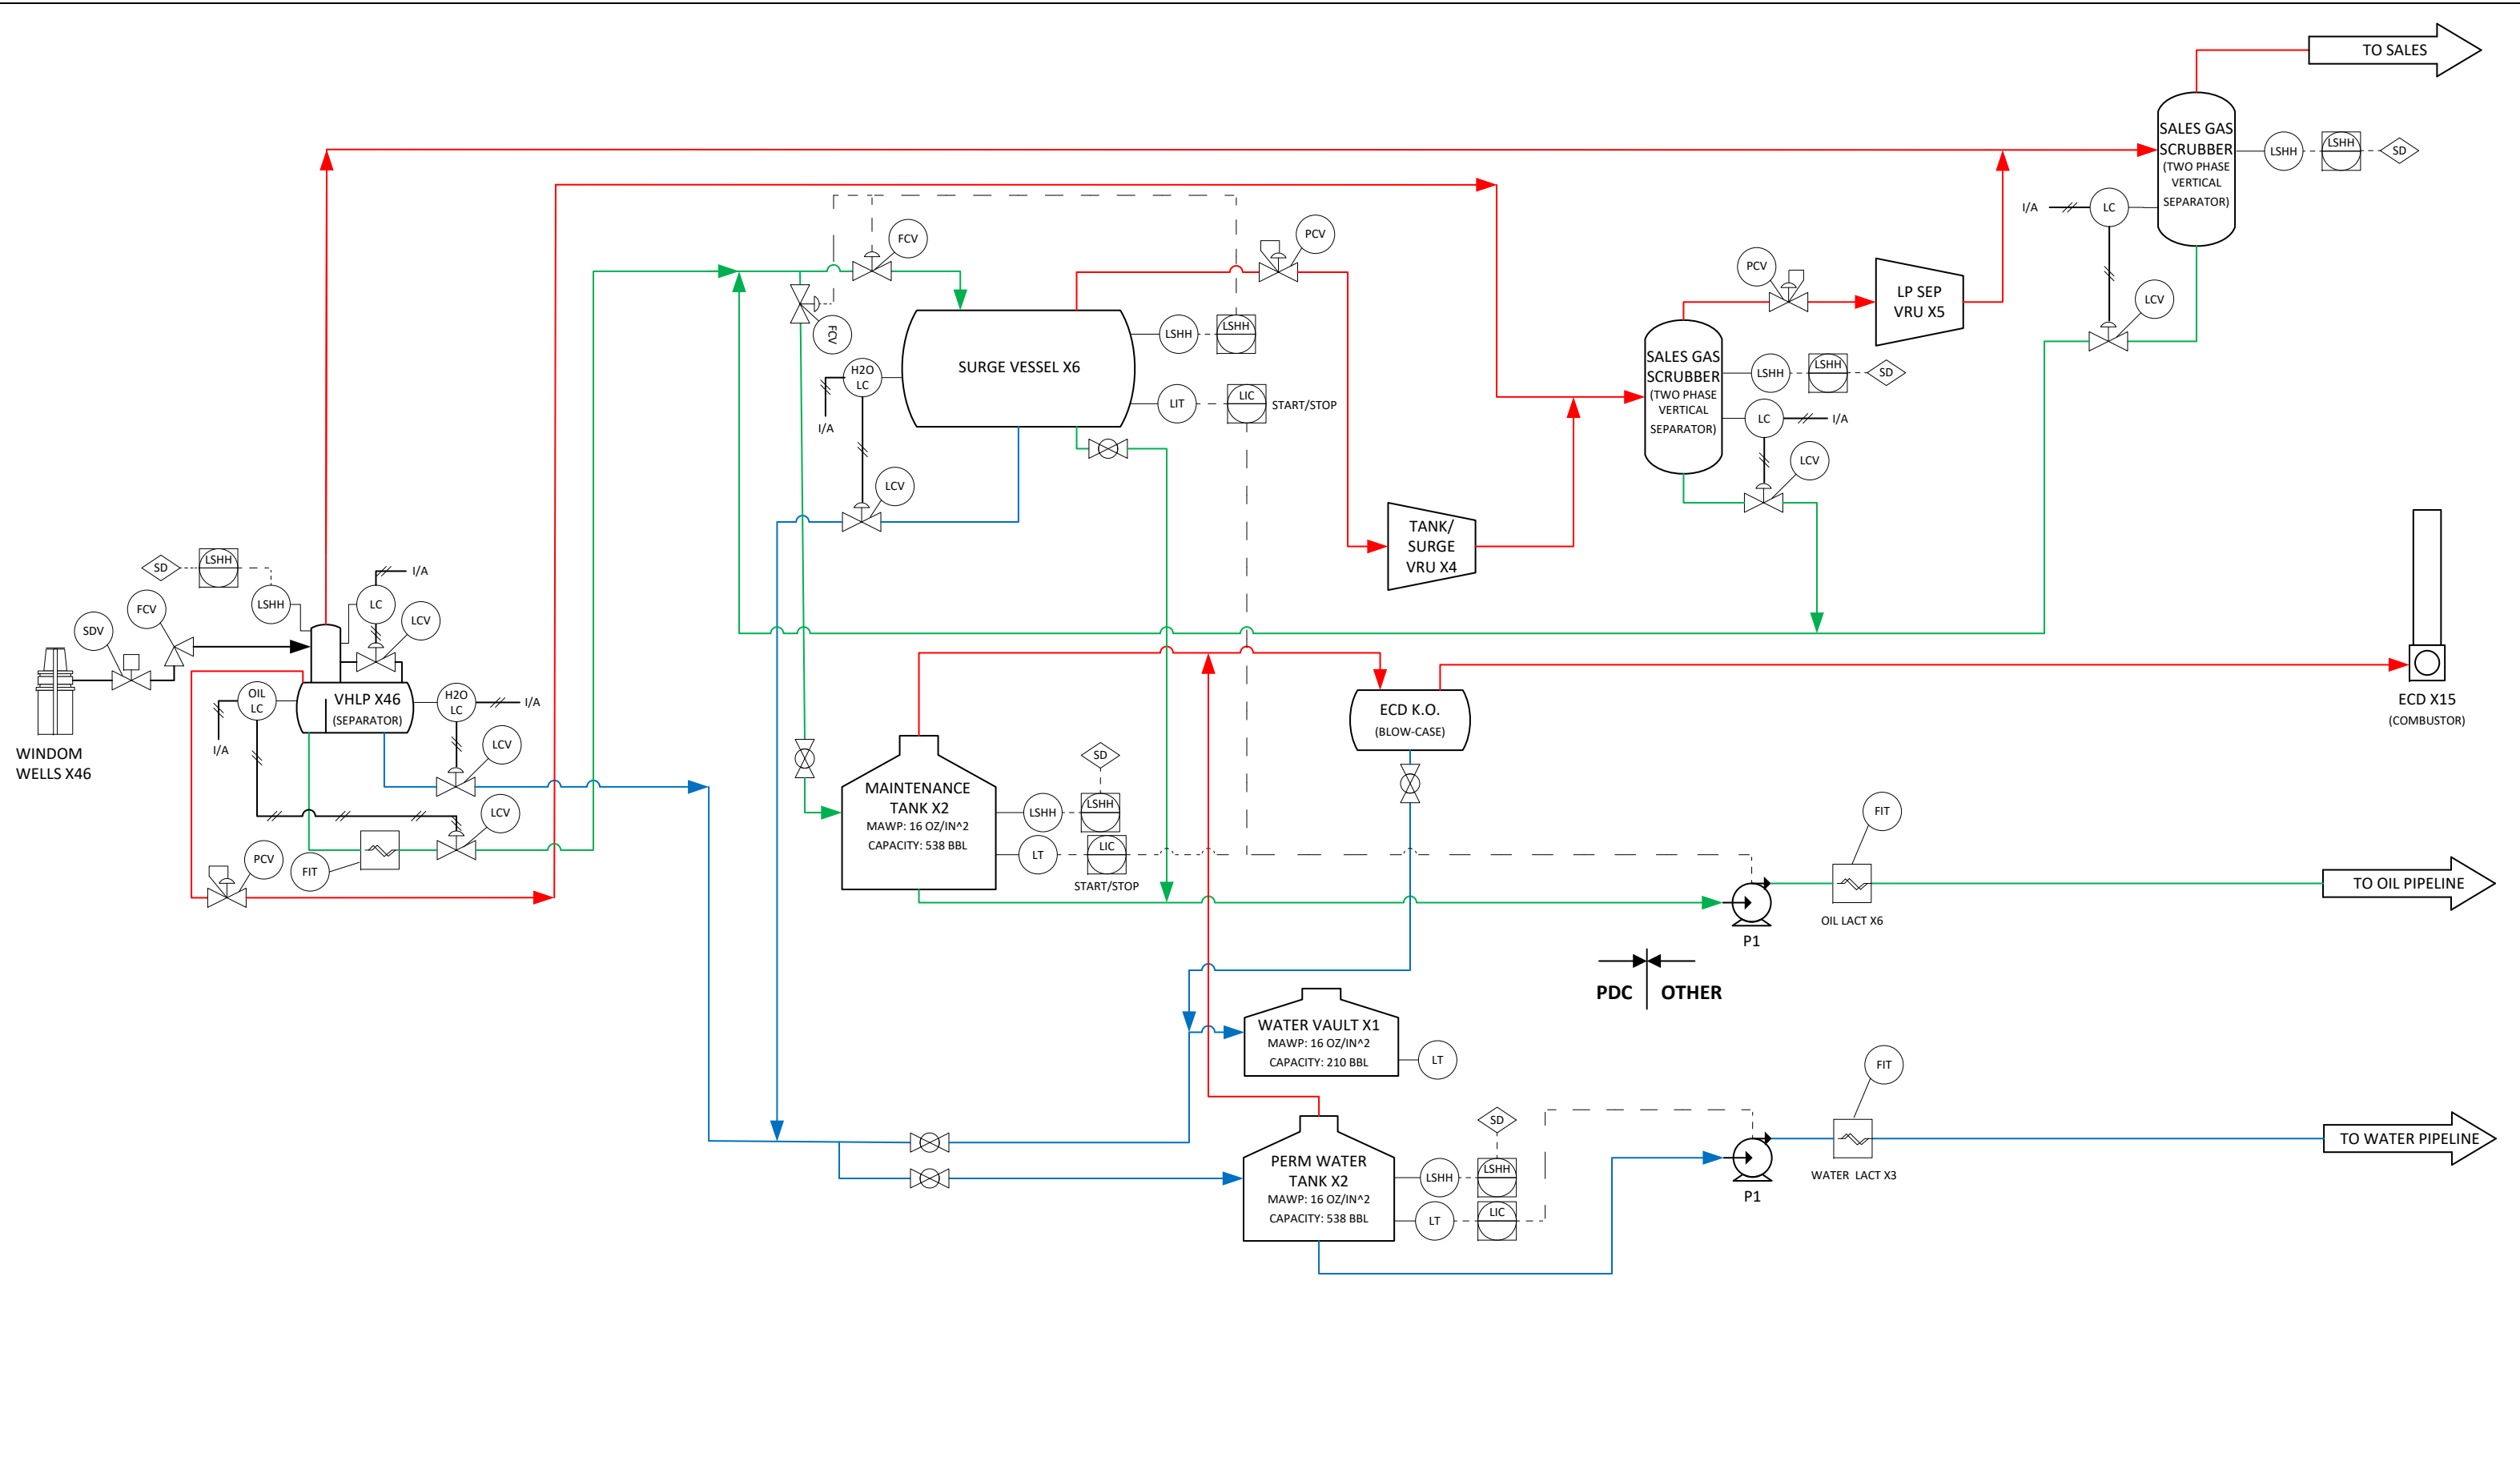 TO SALES
SALES GAS
SCRUBBER
(TWO PHASE
VERTICAL
SEPARATOR)
LSHH
LSHH
SD
I/A
LC
LCV
FCV
PCV
FCV
LSHH
LSHH
H2O
LC
I/A
SURGE VESSEL X6
LIT
LIC
START/STOP
LCV
PCV
LP SEP
VRU X5
SALES GAS
SCRUBBER
(TWO PHASE
VERTICAL
SEPARATOR)
LSHH
LSHH
SD
LC
I/A
LCV
TANK/
SURGE
VRU X4
SD
LSHH
LSHH
I/A
LC
LCV
SDV
FCV
WINDOM
WELLS X46
OIL
LC
I/A
VHLP X46
(SEPARATOR)
H2O
LC
I/A
LCV
LCV
FIT
PCV
ECD K.O.
(BLOW-CASE)
ECD X15
(COMBUSTOR)
MAINTENANCE
TANK X2
MAWP: 16 OZ/IN^2
CAPACITY: 538 BBL
SD
LSHH
LSHH
LT
LIC
START/STOP
FIT
OIL LACT X6
P1
TO OIL PIPELINE
PDC
OTHER
WATER VAULT X1
MAWP: 16 OZ/IN^2
CAPACITY: 210 BBL
LT
PERM WATER
TANK X2
MAWP: 16 OZ/IN^2
CAPACITY: 538 BBL
SD
LSHH
LSHH
LT
LIC
FIT
WATER LACT X3
P1
TO WATER PIPELINE